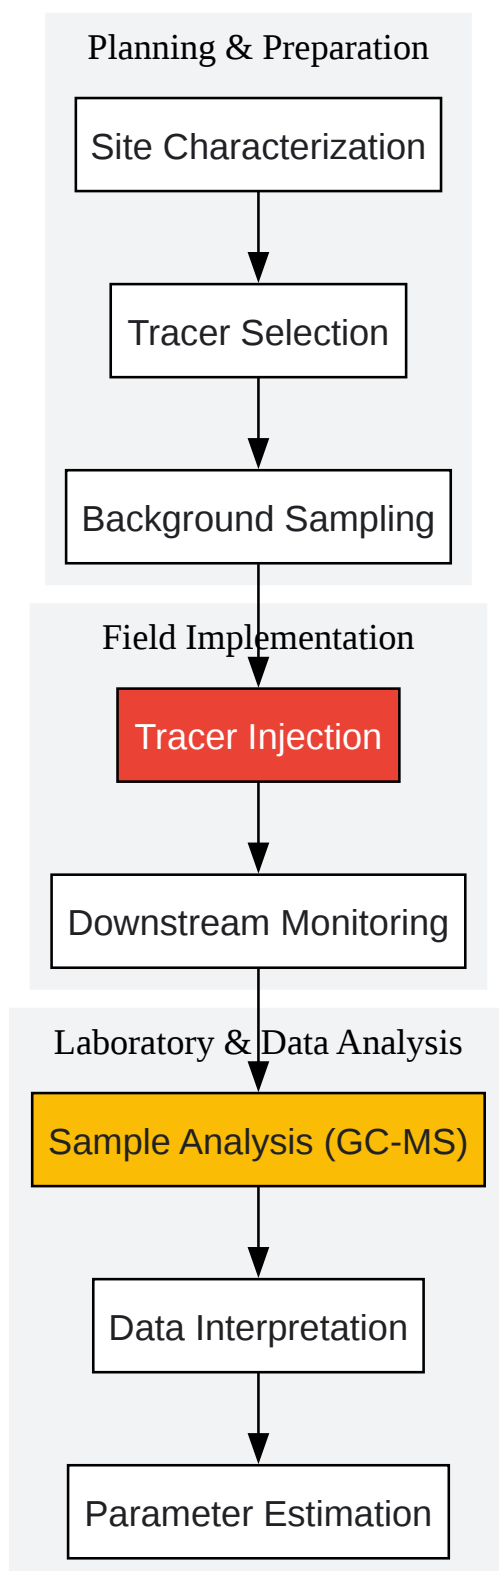 Planning & Preparation
Site Characterization
Tracer Selection
Background Sampling
Field Implementation
Tracer Injection
Downstream Monitoring
Laboratory & Data Analysis
Sample Analysis (GC-MS)
Data Interpretation
Parameter Estimation